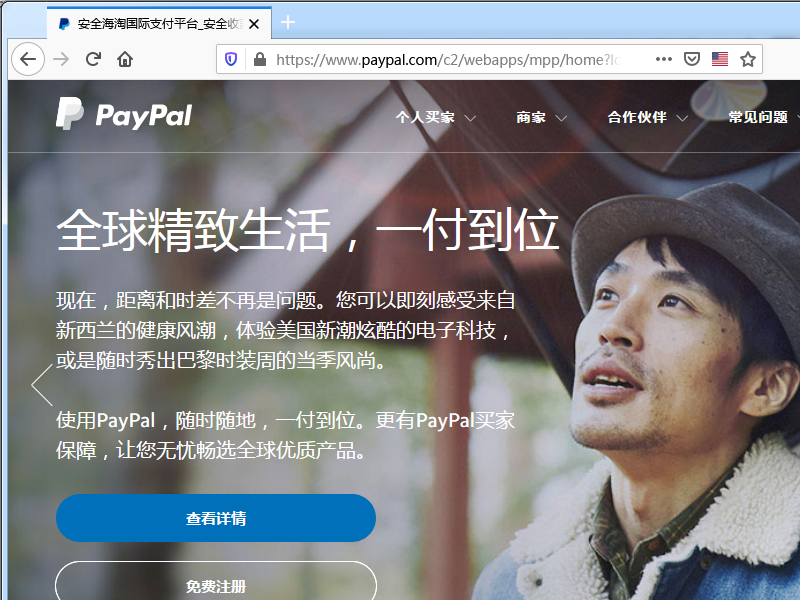 安全海淘国际支付平台_安全收
https://www.paypal.com/c2/webapps/mpp/home?lo
PayPal
个人买家
商家
合作伙伴
常见问题
全球精致生活，一付到位
现在，距离和时差不再是问题。您可以即刻感受来自
新西兰的健康风潮，体验美国新潮炫酷的电子科技，
或是随时秀出巴黎时装周的当季风尚。
使用PayPal，随时随地，一付到位。更有PayPal买家
保障，让您无忧畅选全球优质产品。
查看详情
免费注册